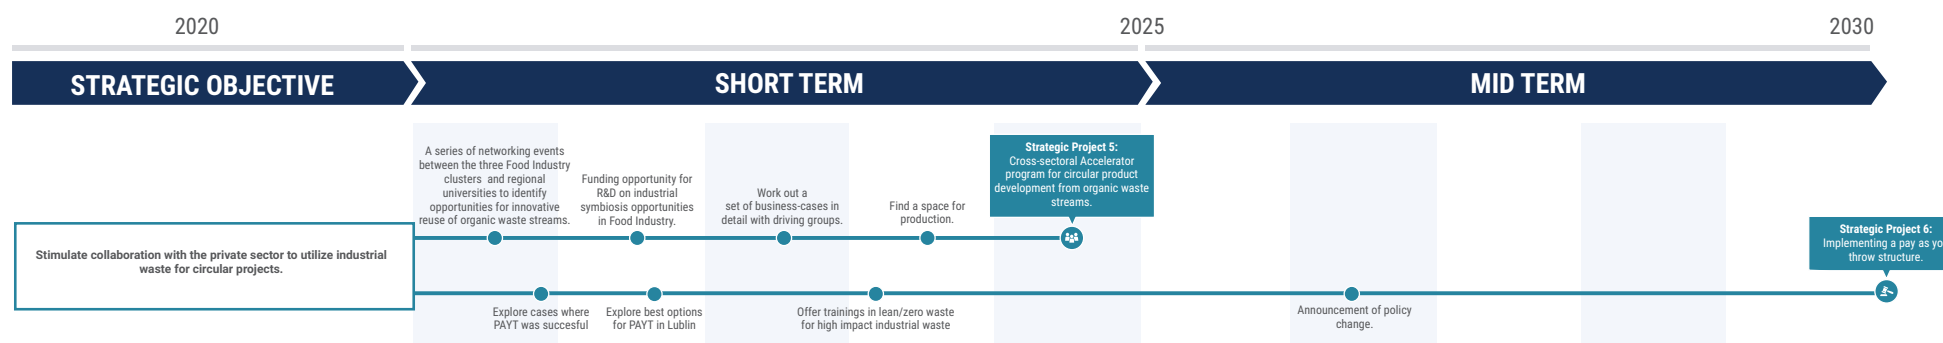 2020
2025
2030
STRATEGIC OBJECTIVE
SHORT TERM
MID TERM
A series of networking events
between the three Food Industry
clusters and regional
universities to identify
opportunities for innovative
reuse of organic waste streams.
Funding opportunity for
R&D on industrial
symbiosis opportunities
in Food Industry.
Work out a
set of business-cases in
detail with driving groups.
Find a space for
production.
Strategic Project 5:
Cross-sectoral Accelerator
program for circular product
development from organic waste
streams.
Stimulate collaboration with the private sector to utilize industrial
waste for circular projects.
Strategic Project 6:
Implementing a pay as yo
throw structure.
Explore cases where
PAYT was succesful
Explore best options
for PAYT in Lublin
Offer trainings in lean/zero waste
for high impact industrial waste
Announcement of policy
change.